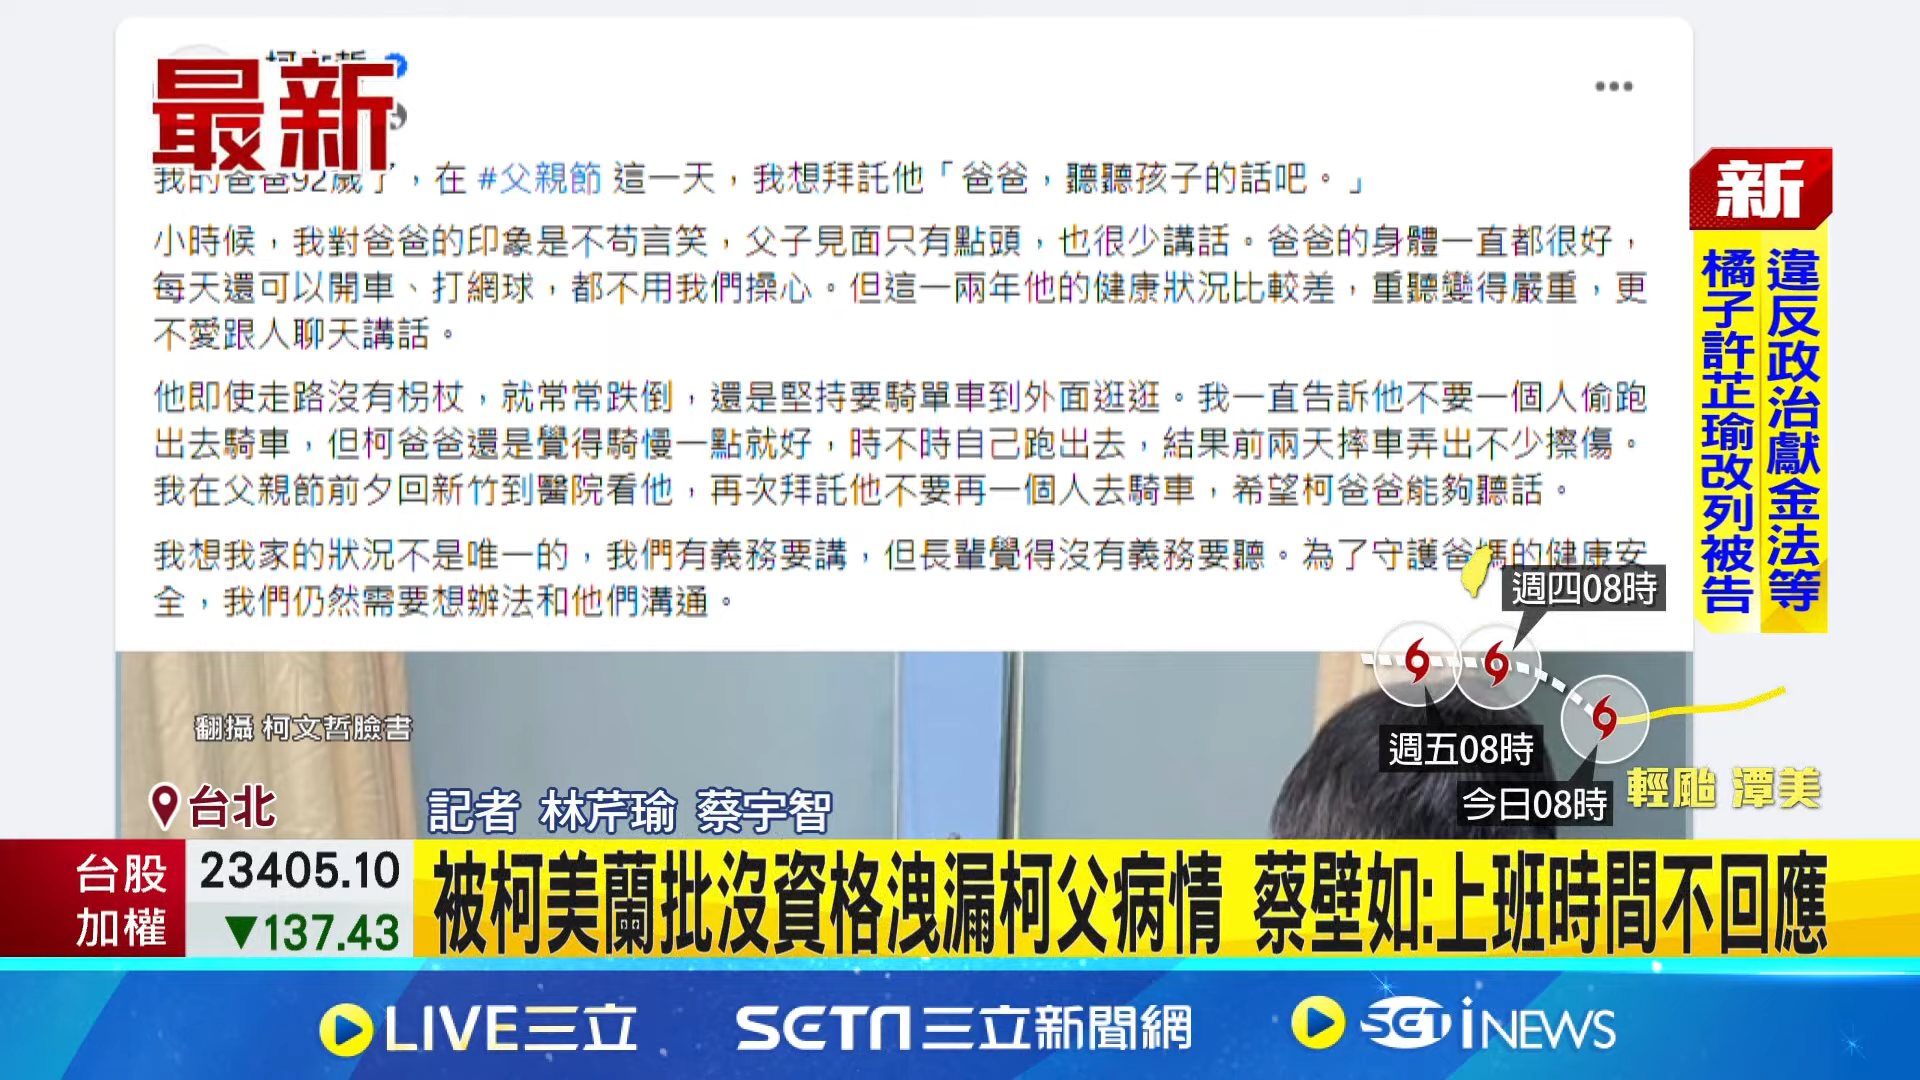 柯文哲
最新
我的爸爸92歲了，在 #父親節 這一天，我想拜託他「爸爸，聽聽孩子的話吧。」
小時候，我對爸爸的印象是不苟言笑，父子見面只有點頭，也很少講話。爸爸的身體一直都很好，
每天還可以開車、打網球，都不用我們操心。但這一兩年他的健康狀況比較差，重聽變得嚴重，更
不愛跟人聊天講話。
他即使走路沒有柺杖，就常常跌倒，還是堅持要騎單車到外面逛逛。我一直告訴他不要一個人偷跑
出去騎車，但柯爸爸還是覺得騎慢一點就好，時不時自己跑出去，結果前兩天摔車弄出不少擦傷。
我在父親節前夕回新竹到醫院看他，再次拜託他不要再一個人去騎車，希望柯爸爸能夠聽話。
我想我家的狀況不是唯一的，我們有義務要講，但長輩覺得沒有義務要聽。為了守護爸媽的健康安
全，我們仍然需要想辦法和他們溝通。
新
違反政治獻金法等
橘子許芷瑜改列被告
週四08時
週五08時
今日08時
輕颱 潭美
翻攝 柯文哲臉書
台北
記者 林芹瑜 蔡宇智
台股
加權
23405.10
▼137.43
被柯美蘭批沒資格洩漏柯父病情 蔡壁如:上班時間不回應
LIVE三立
SETN三立新聞網
SETiNEWS